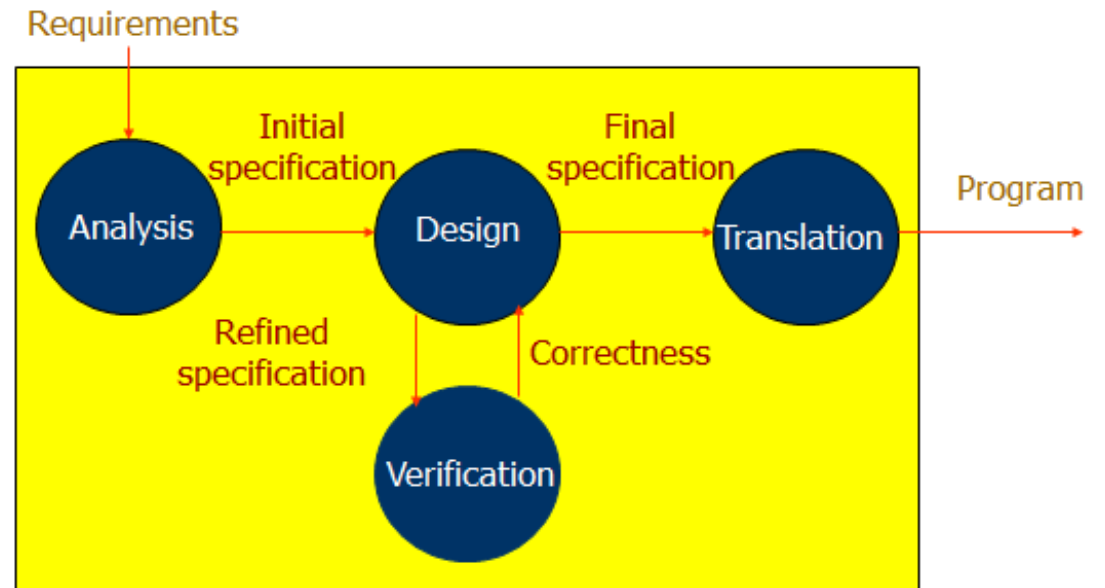 Requirements
Initial
specification
Final
specification
Program
Analysis
Design
Translation
Refined
specification
Correctness
Verification